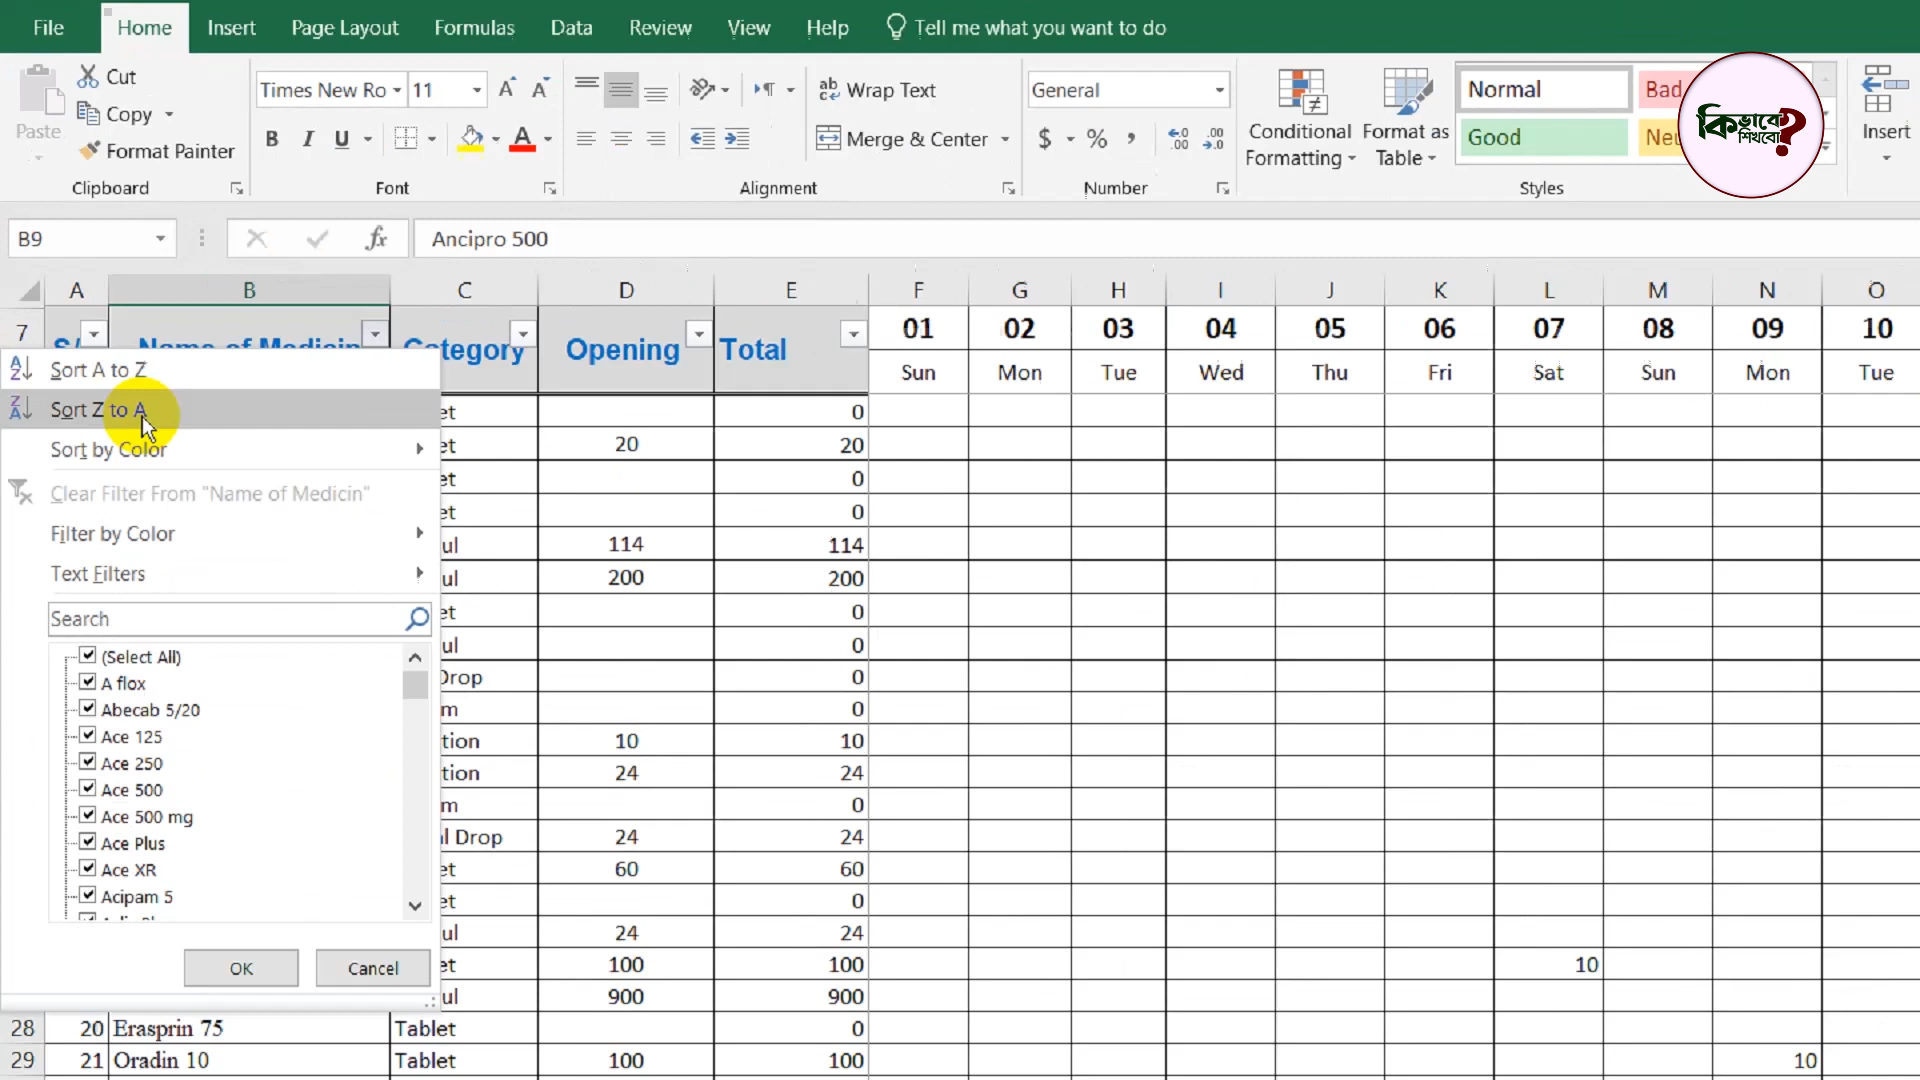 File Home Insert Page Layout Formulas Data Review View Help Tell me what you want to do
Paste
Cut
Copy
Format Painter
Clipboard
Times New Ro 11
B I U
Font
Wrap Text
Merge & Center
Alignment
General
$ % ,
Number
Conditional Formatting
Format as Table
Normal Bad
Good Neu
Styles
Insert
কিভাবে শিখবো?
B9 fx Ancipro 500
A B C D E F G H I J K L M N O
7 Category Opening Total 01 02 03 04 05 06 07 08 09 10
Name of Medicin
Sun Mon Tue Wed Thu Fri Sat Sun Mon Tue
Sort A to Z
Sort Z to A
Sort by Color
Clear Filter From "Name of Medicin"
Filter by Color
Text Filters
Search
(Select All)
A flox
Abecab 5/20
Ace 125
Ace 250
Ace 500
Ace 500 mg
Ace Plus
Ace XR
Acipam 5
OK Cancel
et 0
et 20 20
et 0
et 0
ul 114 114
ul 200 200
et 0
ul 0
Drop 0
m 0
tion 10 10
tion 24 24
m 0
l Drop 24 24
et 60 60
et 0
ul 24 24
et 100 100 10
ul 900 900
28 20 Erasprin 75 Tablet 0
29 21 Oradin 10 Tablet 100 100 10